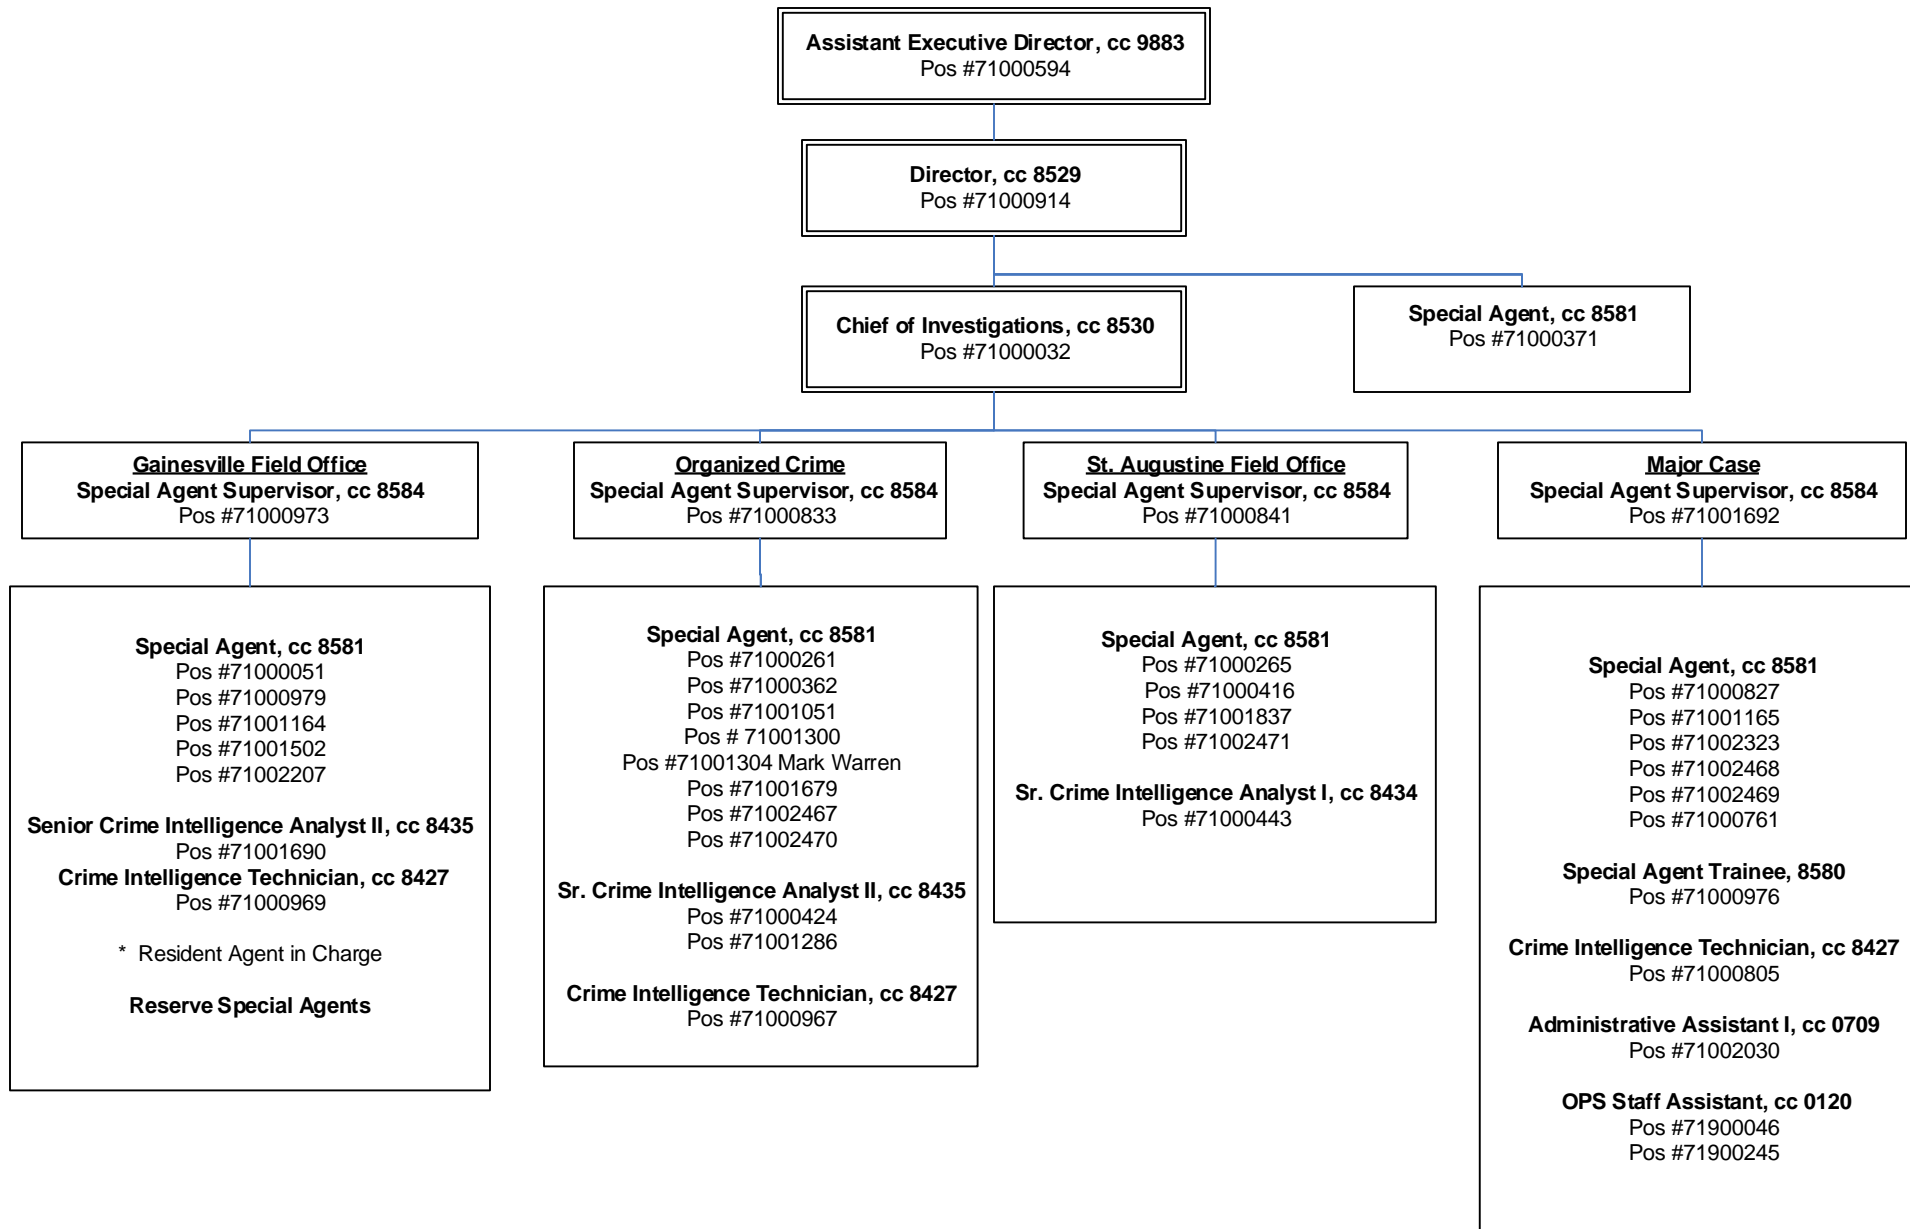 Assistant Executive Director, cc 9883
Pos #71000594
Director, cc 8529
Pos #71000914
Chief of Investigations, cc 8530
Pos #71000032
Special Agent, cc 8581
Pos #71000371
Gainesville Field Office
Special Agent Supervisor, cc 8584
Pos #71000973
Organized Crime
Special Agent Supervisor, cc 8584
Pos #71000833
St. Augustine Field Office
Special Agent Supervisor, cc 8584
Pos #71000841
Major Case
Special Agent Supervisor, cc 8584
Pos #71001692
Special Agent, cc 8581
Pos #71000051
Pos #71000979
Pos #71001164
Pos #71001502
Pos #71002207
Senior Crime Intelligence Analyst II, cc 8435
Pos #71001690
Crime Intelligence Technician, cc 8427
Pos #71000969
* Resident Agent in Charge
Reserve Special Agents
Special Agent, cc 8581
Pos #71000261
Pos #71000362
Pos #71001051
Pos # 71001300
Pos #71001304 Mark Warren
Pos #71001679
Pos #71002467
Pos #71002470
Sr. Crime Intelligence Analyst II, cc 8435
Pos #71000424
Pos #71001286
Crime Intelligence Technician, cc 8427
Pos #71000967
Special Agent, cc 8581
Pos #71000265
Pos #71000416
Pos #71001837
Pos #71002471
Sr. Crime Intelligence Analyst I, cc 8434
Pos #71000443
Special Agent, cc 8581
Pos #71000827
Pos #71001165
Pos #71002323
Pos #71002468
Pos #71002469
Pos #71000761
Special Agent Trainee, 8580
Pos #71000976
Crime Intelligence Technician, cc 8427
Pos #71000805
Administrative Assistant I, cc 0709
Pos #71002030
OPS Staff Assistant, cc 0120
Pos #71900046
Pos #71900245